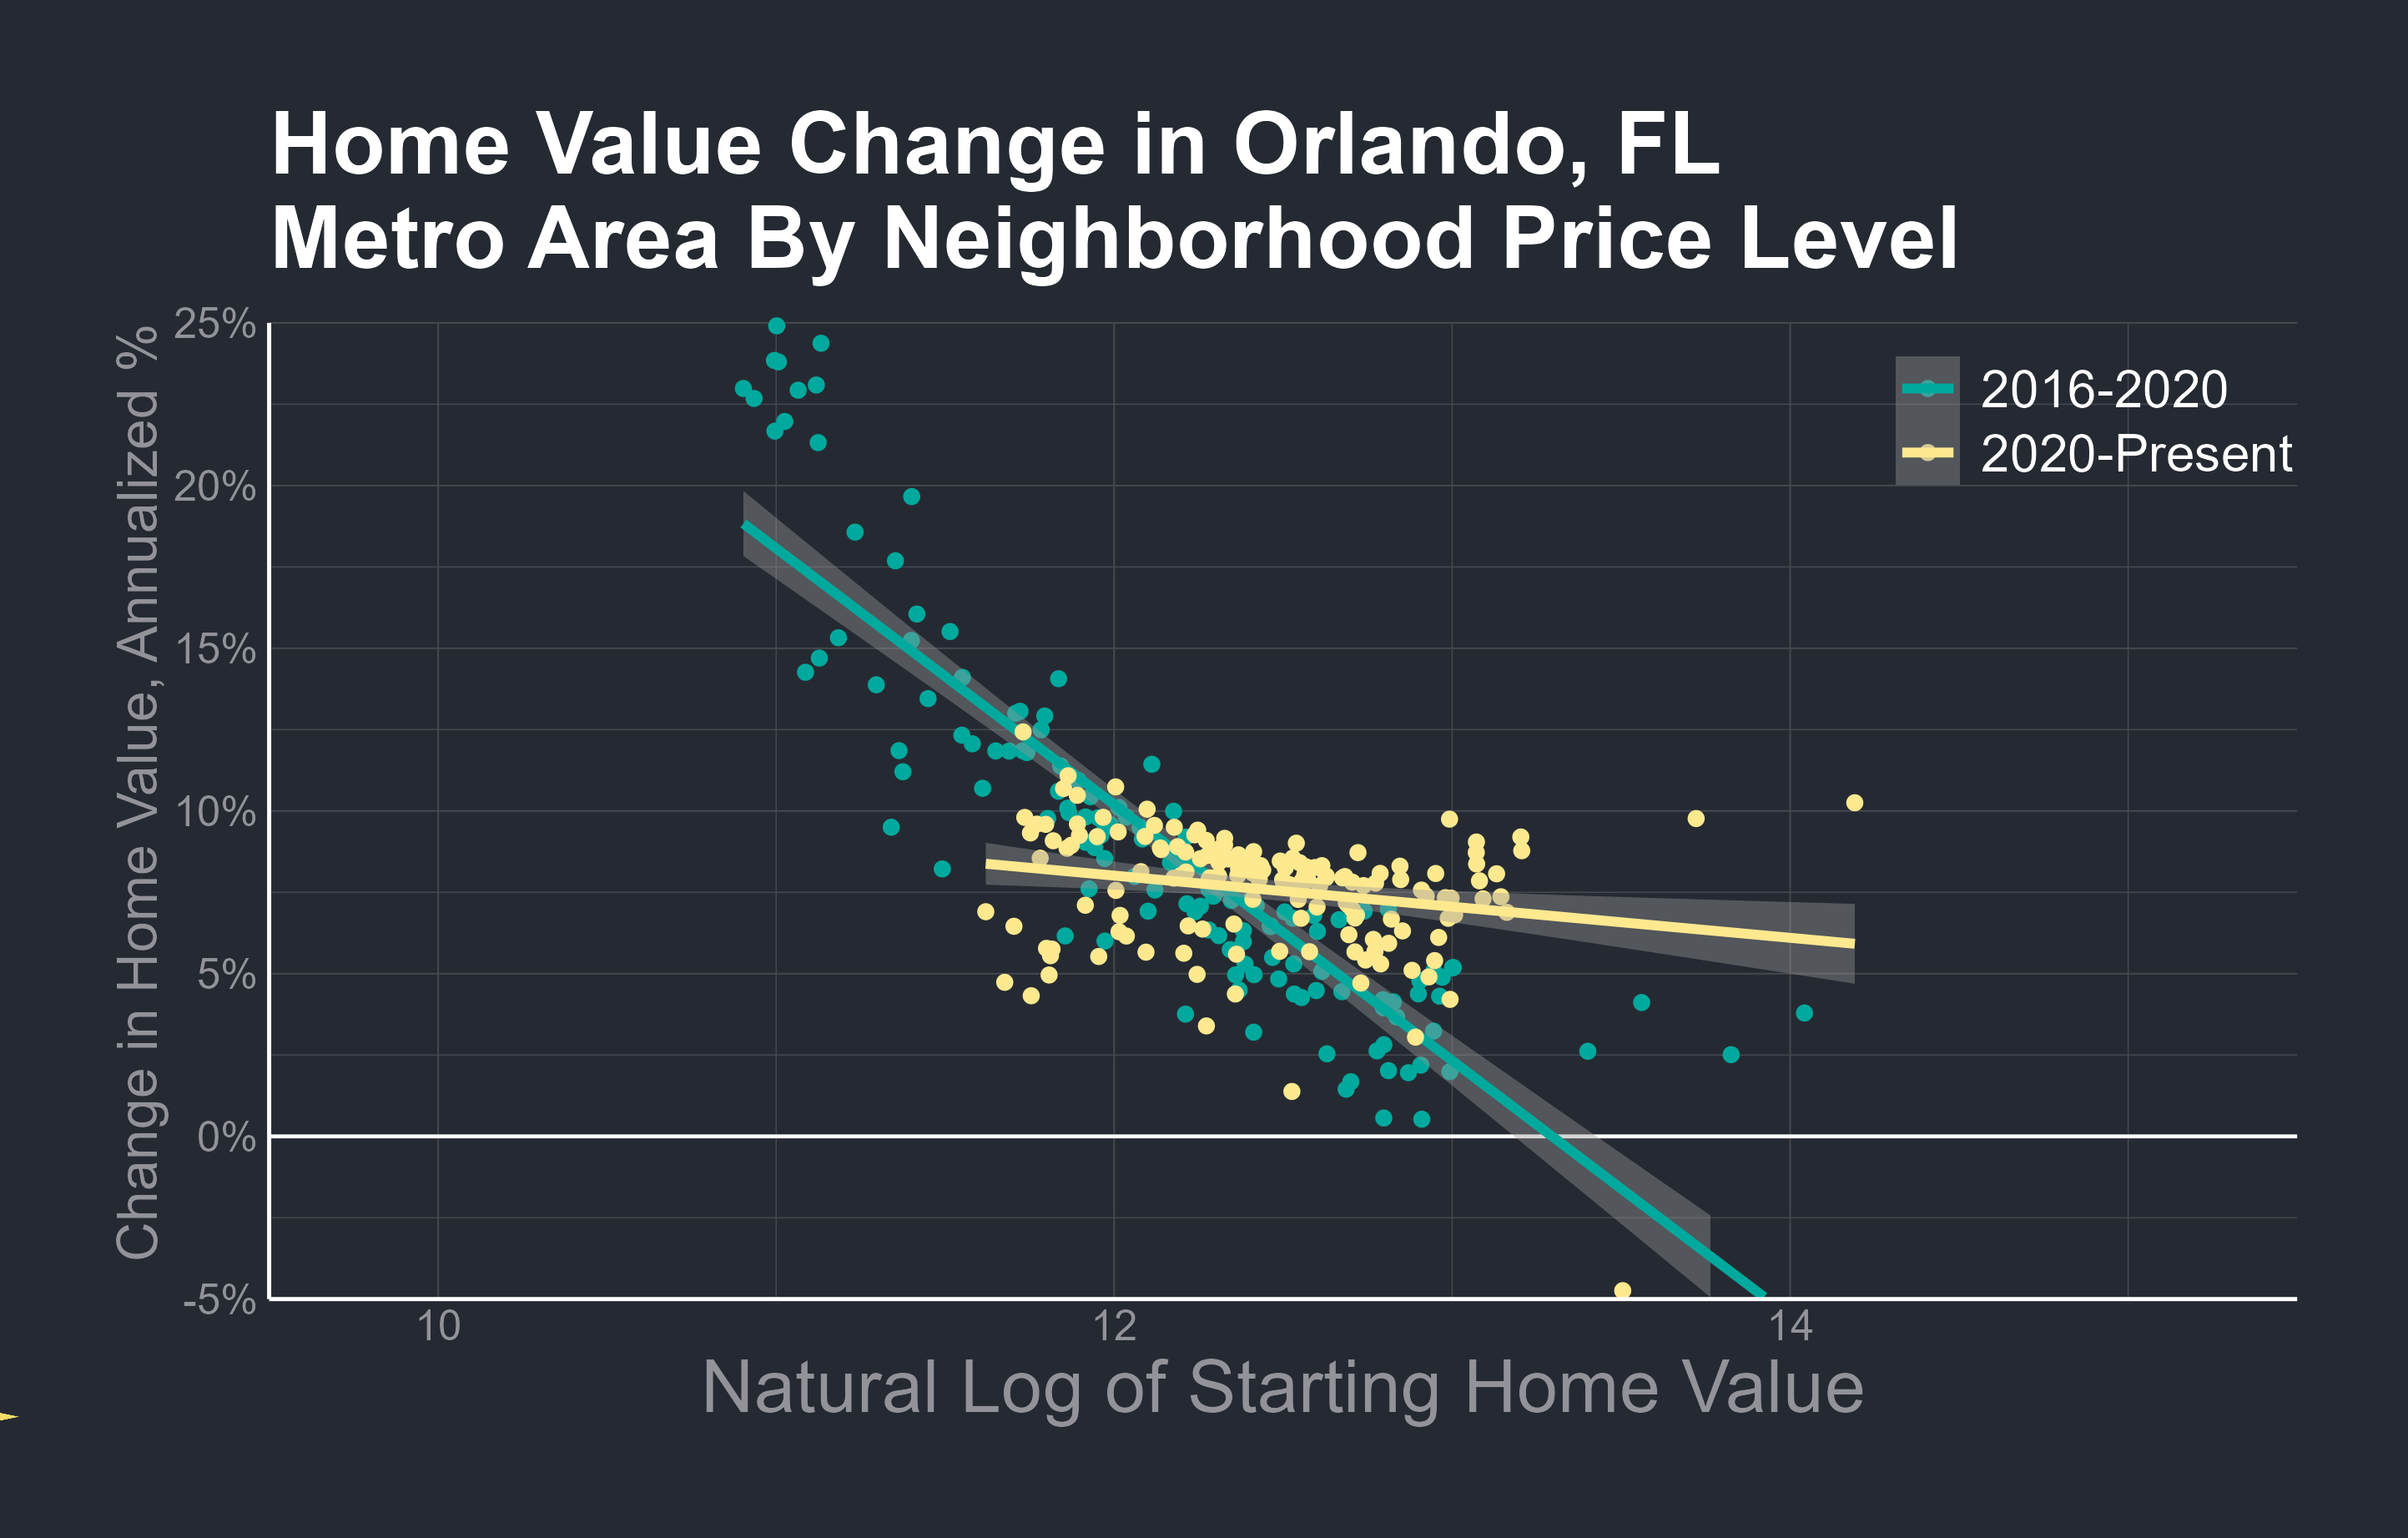 Home Value Change in Orlando, FL
Metro Area By Neighborhood Price Level
Change in Home Value, Annualized %
25%
20%
15%
10%
5%
0%
-5%
2016-2020
2020-Present
10
12
14
Natural Log of Starting Home Value